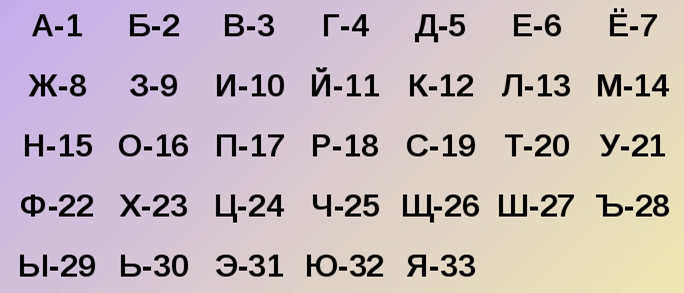 А-1 Б-2 В-3 Г-4 Д-5 Е-6 Ё-7
Ж-8 З-9 И-10 Й-11 К-12 Л-13 М-14
Н-15 О-16 П-17 Р-18 С-19 Т-20 У-21
Ф-22 Х-23 Ц-24 Ч-25 Щ-26 Ш-27 Ъ-28
Ы-29 Ь-30 Э-31 Ю-32 Я-33